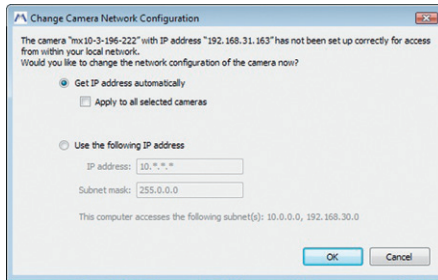 Change Camera Network Configuration
The camera "mx10-3-196-222" with IP address "192.168.31.163" has not been set up correctly for access
from within your local network.
Would you like to change the network configuration of the camera now?
Get IP address automatically
Apply to all selected cameras
Use the following IP address
IP address: 10.*.*.*
Subnet mask: 255.0.0.0
This computer accesses the following subnet(s): 10.0.0.0, 192.168.30.0
OK Cancel